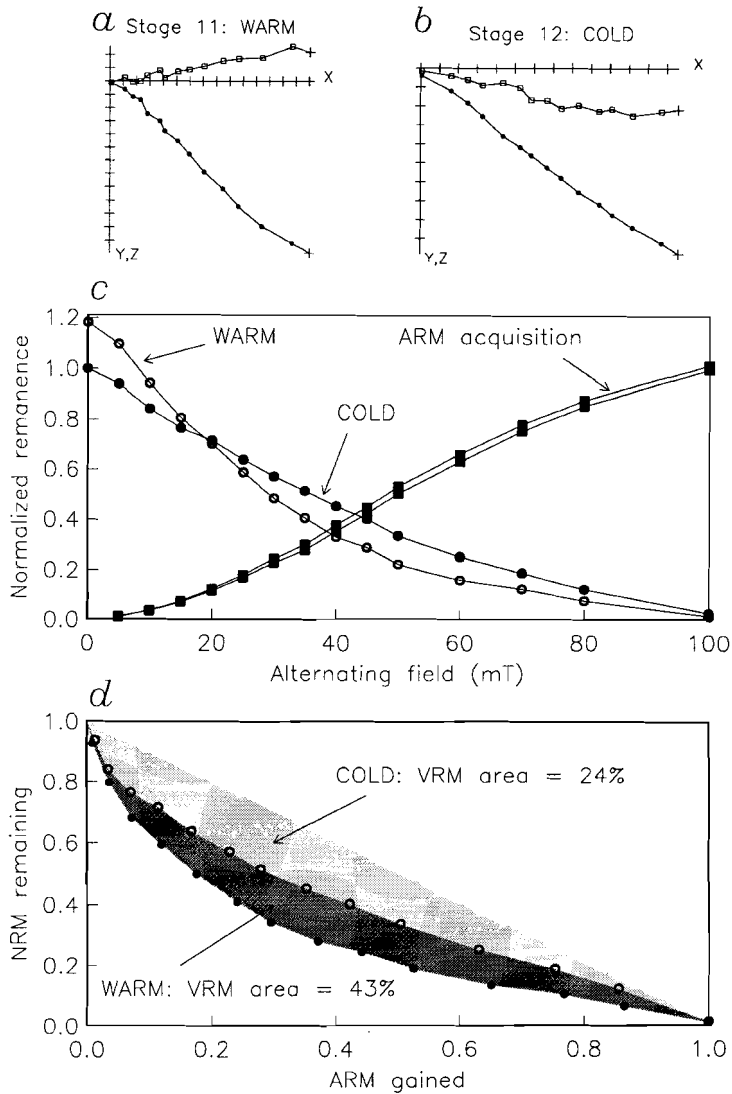 a Stage 11: WARM
X
Y,Z
b Stage 12: COLD
X
Y,Z
c
Normalized remanence
1.2
1.0
0.8
0.6
0.4
0.2
0.0
WARM
COLD
ARM acquisition
0 20 40 60 80 100
Alternating field (mT)
d
NRM remaining
1.0
0.8
0.6
0.4
0.2
0.0
COLD: VRM area = 24%
WARM: VRM area = 43%
0.0 0.2 0.4 0.6 0.8 1.0
ARM gained